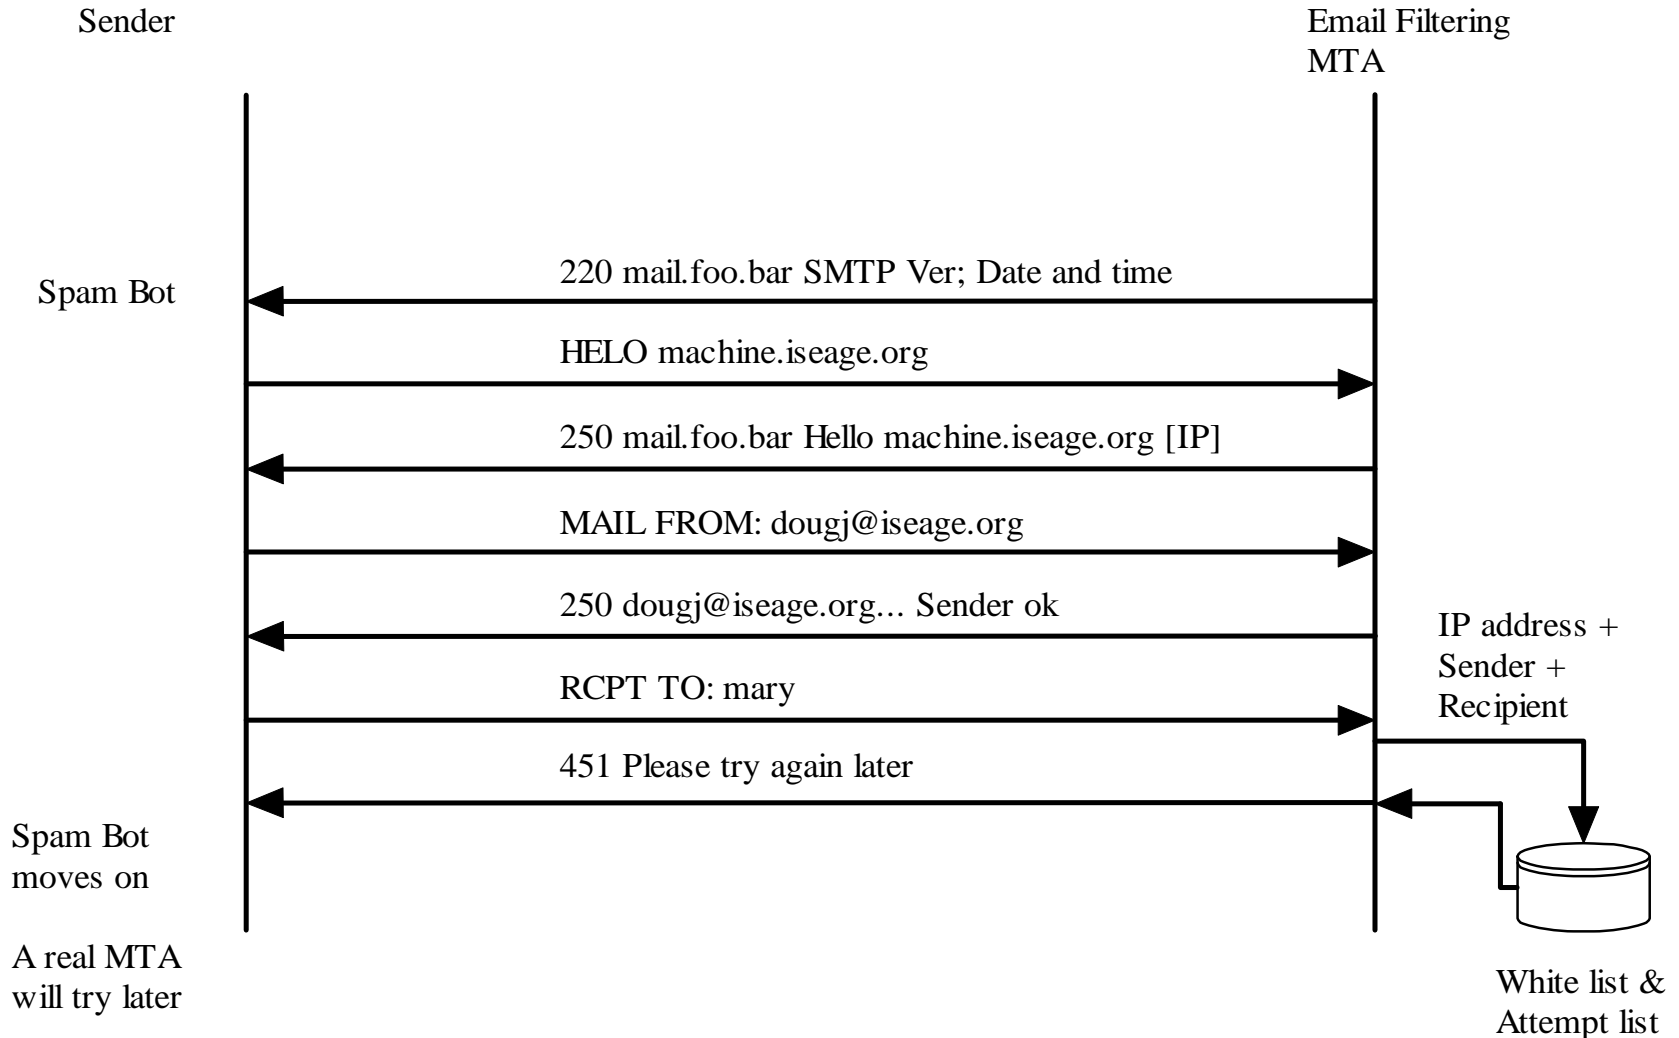 Sender
Email Filtering
MTA
220 mail.foo.bar SMTP Ver; Date and time
Spam Bot
HELO machine.iseage.org
250 mail.foo.bar Hello machine.iseage.org [IP]
MAIL FROM: dougj@iseage.org
250 dougj@iseage.org... Sender ok
IP address +
Sender +
Recipient
RCPT TO: mary
451 Please try again later
Spam Bot
moves on
A real MTA
will try later
White list &
Attempt list